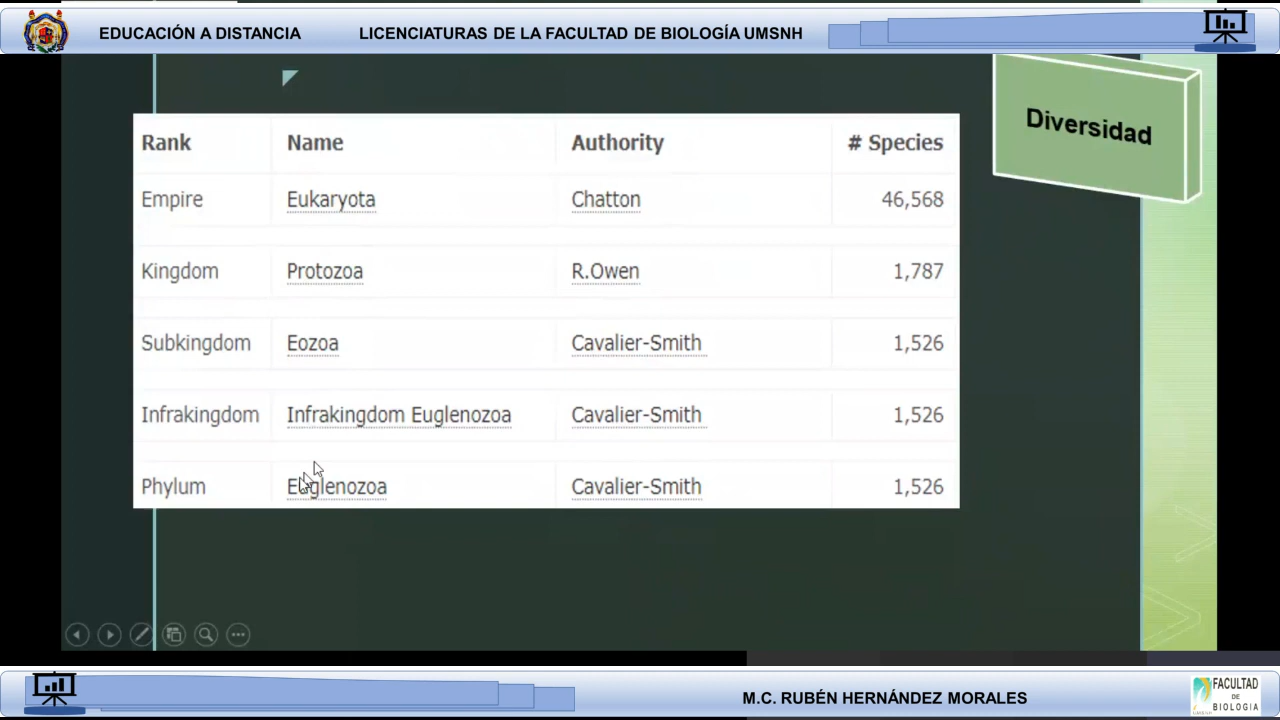 EDUCACIÓN A DISTANCIA LICENCIATURAS DE LA FACULTAD DE BIOLOGÍA UMSNH
Diversidad
Rank Name Authority # Species
Empire Eukaryota Chatton 46,568
Kingdom Protozoa R.Owen 1,787
Subkingdom Eozoa Cavalier-Smith 1,526
Infrakingdom Infrakingdom Euglenozoa Cavalier-Smith 1,526
Phylum Euglenozoa Cavalier-Smith 1,526
M.C. RUBÉN HERNÁNDEZ MORALES
FACULTAD
DE
BIOLOGIA